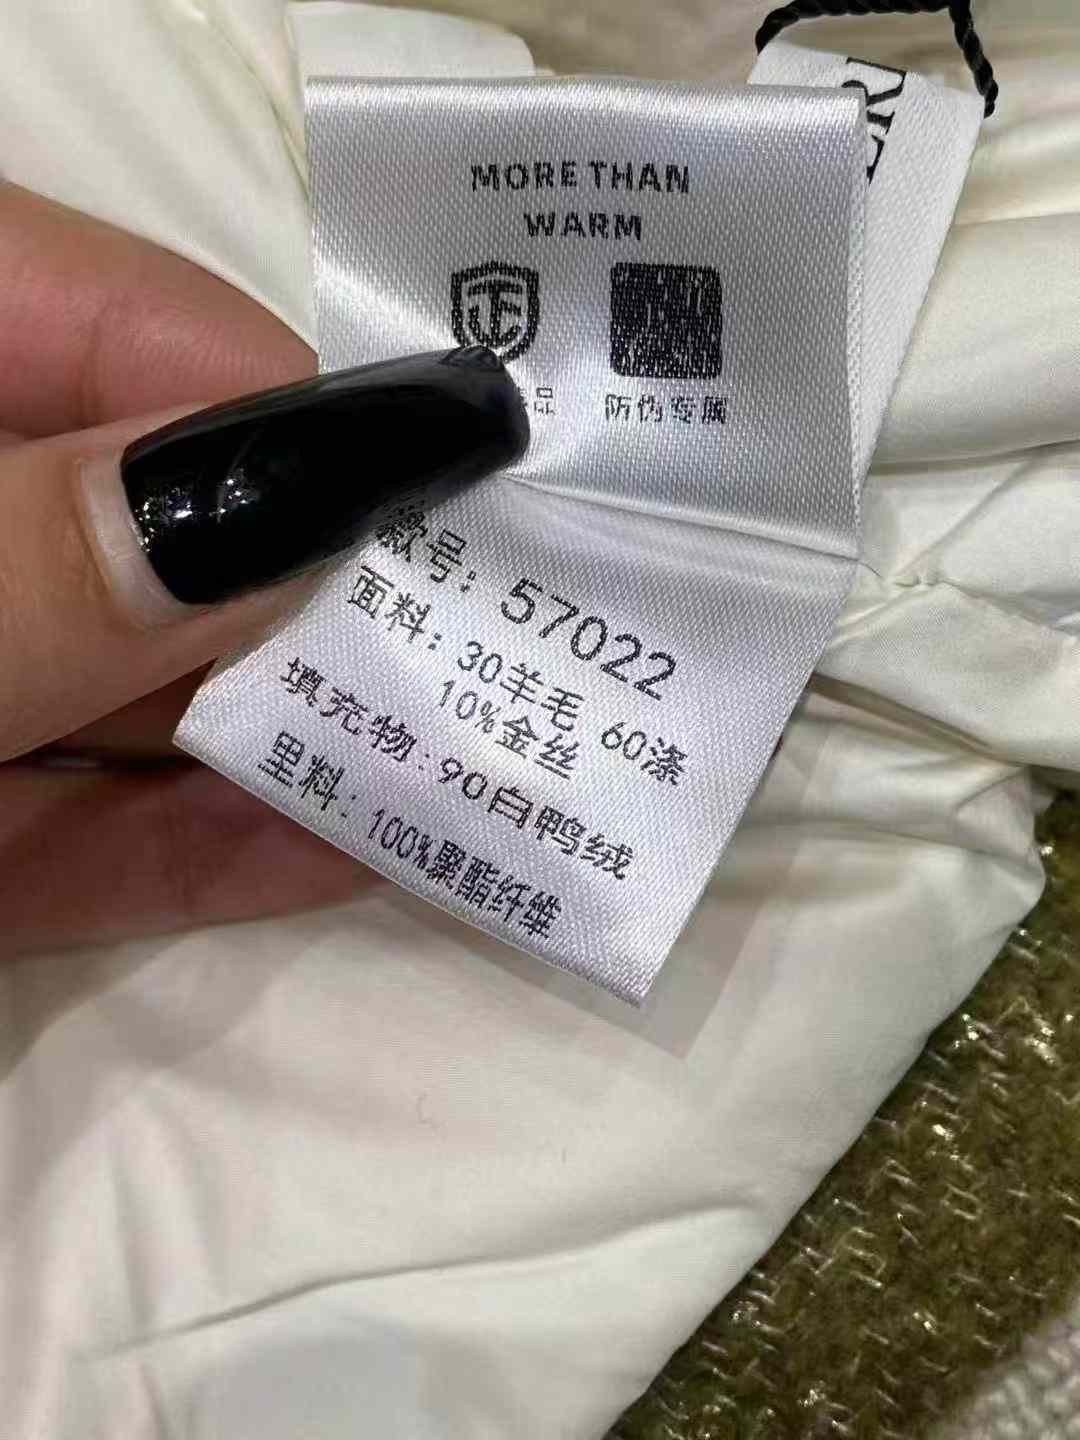 MORE THAN
WARM
品
防伪专属
款号: 57022
面料: 30羊毛 60涤
10%金丝
填充物: 90白鸭绒
里料: 100%聚酯纤维